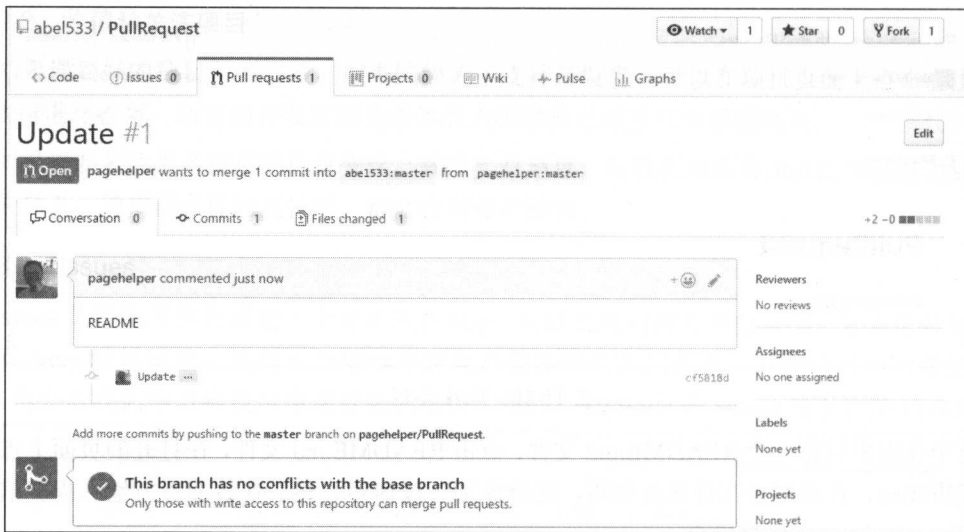 abel533 / PullRequest
Watch 1 Star 0 Fork 1
Code Issues 0 Pull requests 1 Projects 0 Wiki Pulse Graphs
Update #1
Edit
Open pagehelper wants to merge 1 commit into abel533:master from pagehelper:master
Conversation 0 Commits 1 Files changed 1 +2 −0
pagehelper commented just now
README
Reviewers
No reviews
Update ...
cf5818d
Assignees
No one assigned
Labels
None yet
Add more commits by pushing to the master branch on pagehelper/PullRequest.
This branch has no conflicts with the base branch
Only those with write access to this repository can merge pull requests.
Projects
None yet